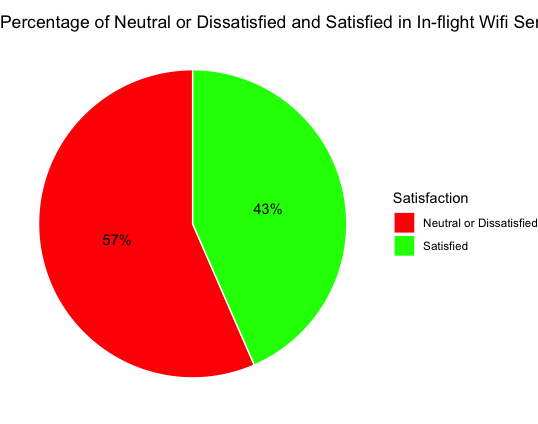 Percentage of Neutral or Dissatisfied and Satisfied in In-flight Wifi Ser
43%
57%
Satisfaction
Neutral or Dissatisfied
Satisfied